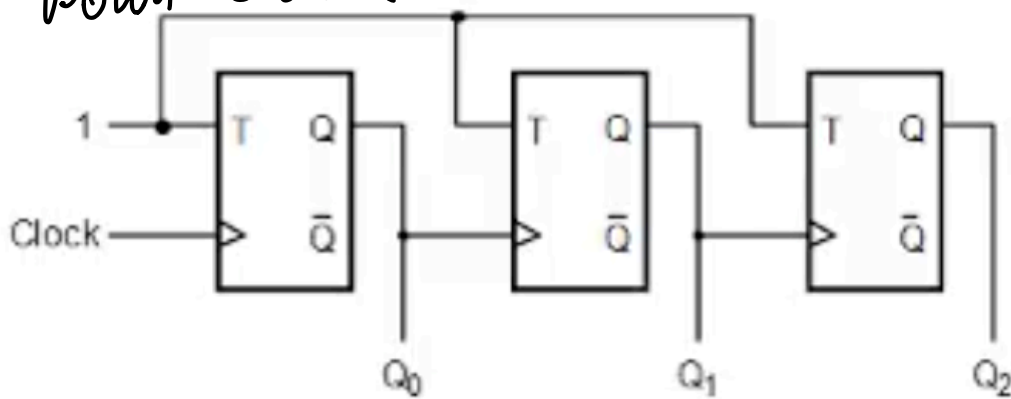 1 T Q T Q T Q
Clock Q̅ Q̅ Q̅
Q₀ Q₁ Q₂